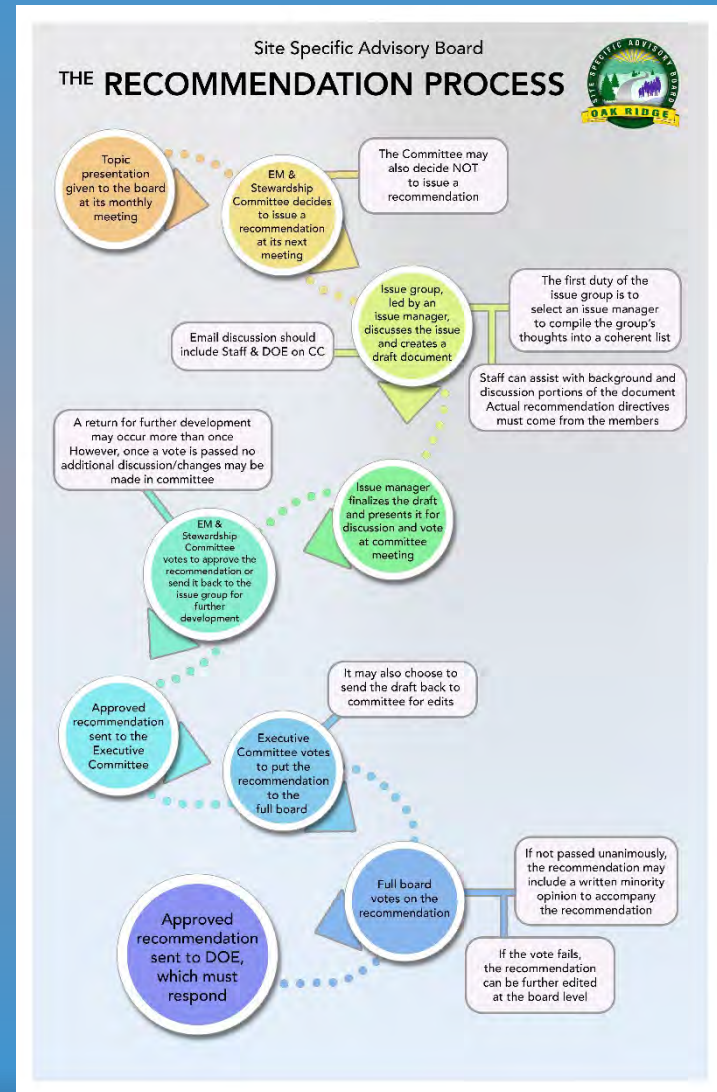 Site Specific Advisory Board
THE RECOMMENDATION PROCESS
SITE SPECIFIC ADVISORY BOARD
OAK RIDGE
Topic
presentation
given to the board
at its monthly
meeting
EM &
Stewardship
Committee decides
to issue a
recommendation
at its next
meeting
The Committee may
also decide NOT
to issue a
recommendation
Issue group,
led by an
issue manager,
discusses the issue
and creates a
draft document
The first duty of the
issue group is to
select an issue manager
to compile the group's
thoughts into a coherent list
Email discussion should
include Staff & DOE on CC
Staff can assist with background and
discussion portions of the document
Actual recommendation directives
must come from the members
A return for further development
may occur more than once
However, once a vote is passed no
additional discussion/changes may be
made in committee
Issue manager
finalizes the draft
and presents it for
discussion and vote
at committee
meeting
EM &
Stewardship
Committee
votes to approve the
recommendation or
send it back to the
issue group for
further
development
Approved
recommendation
sent to the
Executive
Committee
It may also choose to
send the draft back to
committee for edits
Executive
Committee votes
to put the
recommendation
to the
full board
Full board
votes on the
recommendation
If not passed unanimously,
the recommendation may
include a written minority
opinion to accompany
the recommendation
If the vote fails,
the recommendation
can be further edited
at the board level
Approved
recommendation
sent to DOE,
which must
respond